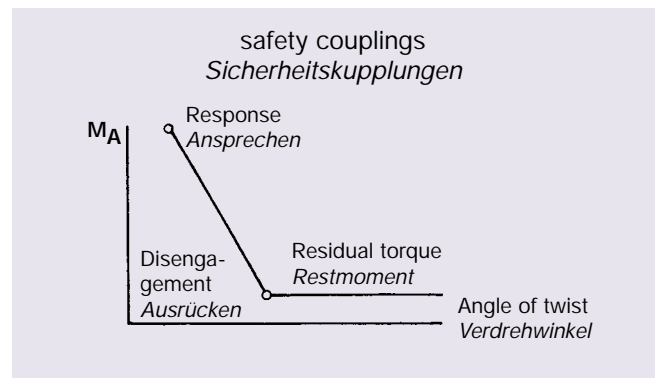 safety couplings
Sicherheitskupplungen
Response
Ansprechen
MA
Disenga-
gement
Ausrücken
Residual torque
Restmoment
Angle of twist
Verdrehwinkel